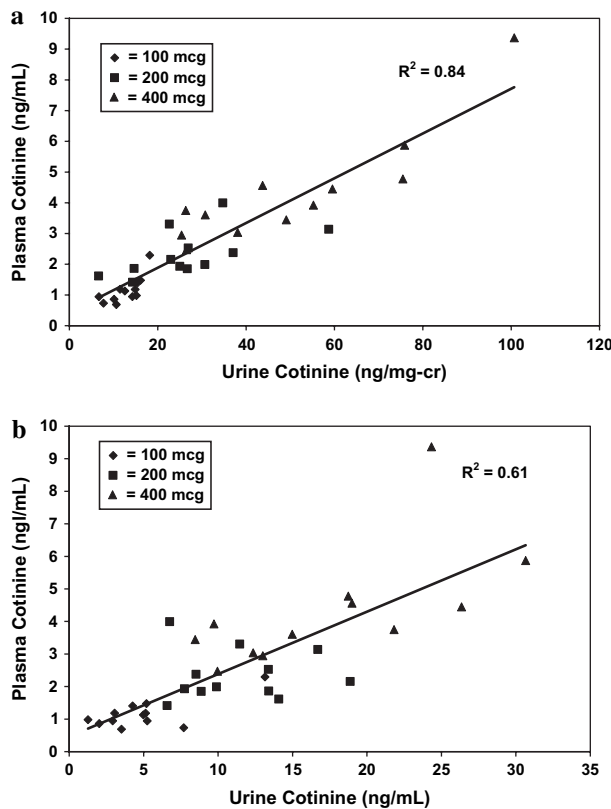 a
10
9
8
7
6
5
4
3
2
1
0
Plasma Cotinine (ng/mL)
= 100 mcg
= 200 mcg
= 400 mcg
R² = 0.84
0 20 40 60 80 100 120
Urine Cotinine (ng/mg-cr)
b
10
9
8
7
6
5
4
3
2
1
0
Plasma Cotinine (ngl/mL)
= 100 mcg
= 200 mcg
= 400 mcg
R² = 0.61
0 5 10 15 20 25 30 35
Urine Cotinine (ng/mL)